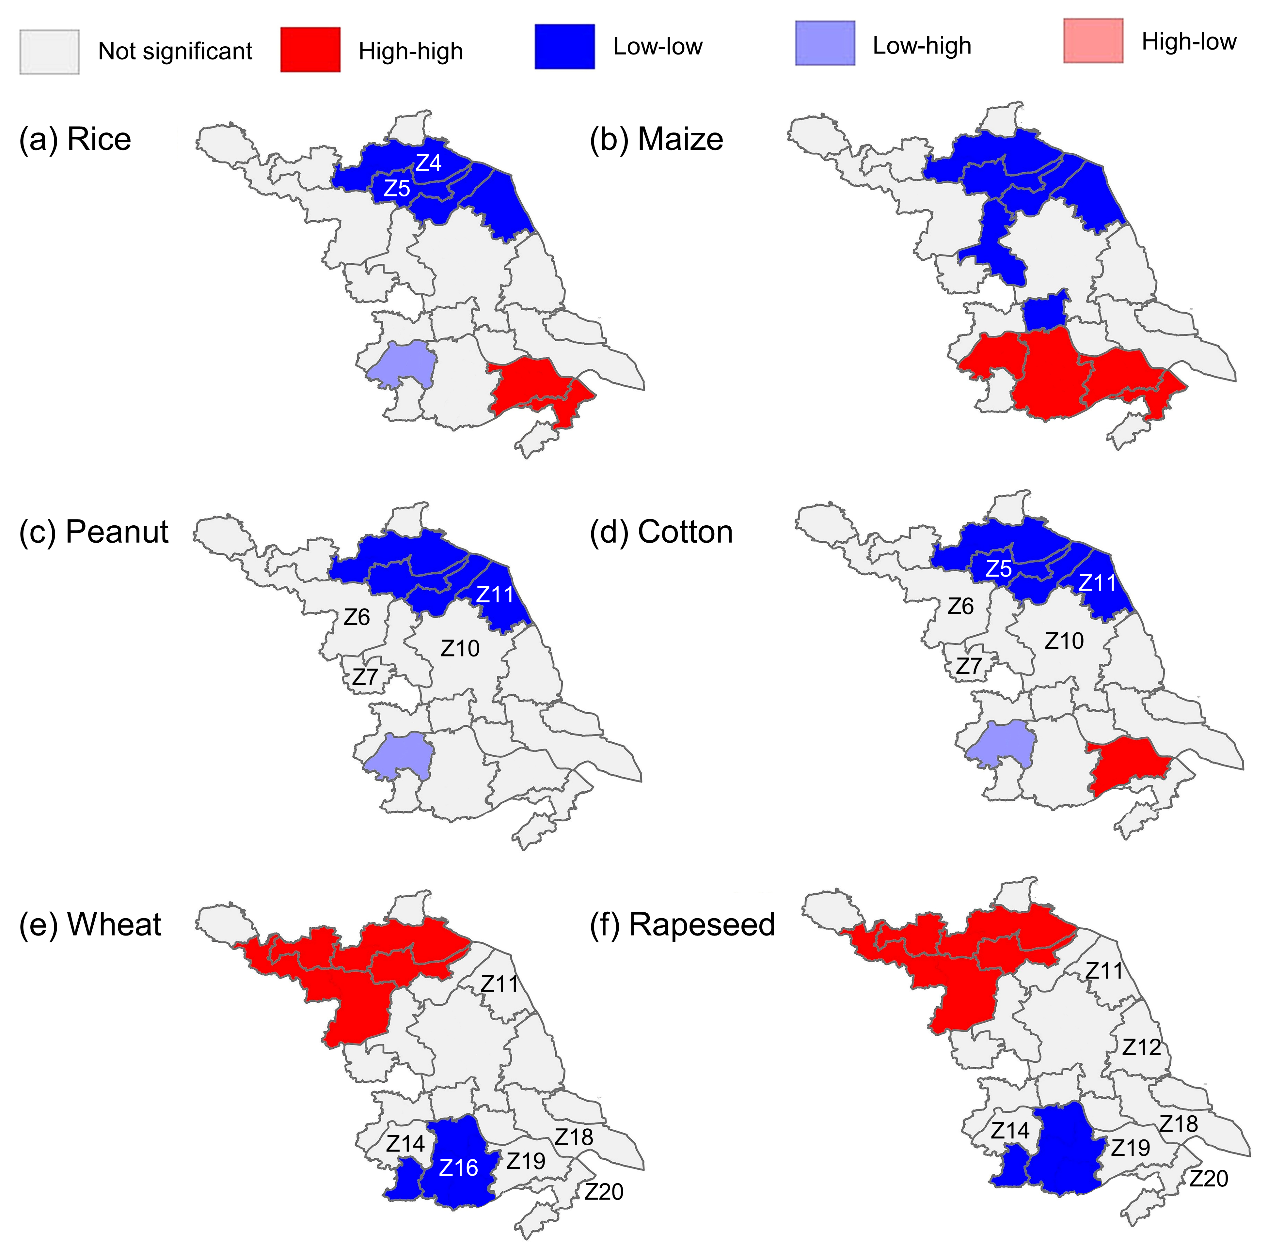 Not significant
High-high
Low-low
Low-high
High-low
(a) Rice
Z4
Z5
(b) Maize
(c) Peanut
Z11
Z6
Z10
Z7
(d) Cotton
Z5
Z11
Z6
Z10
Z7
(e) Wheat
Z11
Z14
Z16
Z18
Z19
Z20
(f) Rapeseed
Z11
Z12
Z14
Z18
Z19
Z20